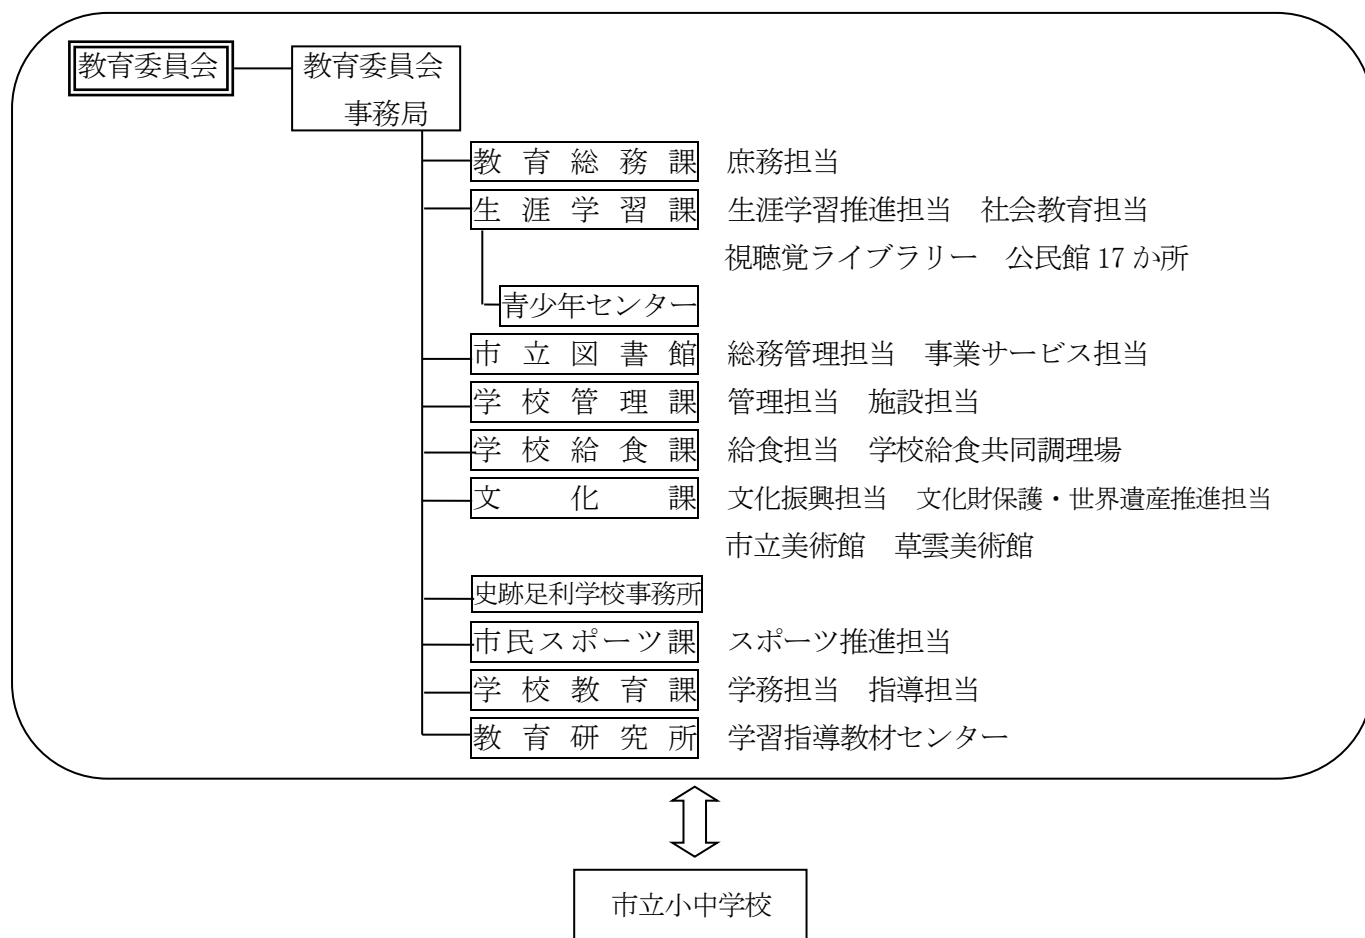 教育委員会
教育委員会
事務局
教育総務課 庶務担当
生涯学習課 生涯学習推進担当 社会教育担当
視聴覚ライブラリー 公民館 17 か所
青少年センター
市立図書館 総務管理担当 事業サービス担当
学校管理課 管理担当 施設担当
学校給食課 給食担当 学校給食共同調理場
文化課 文化振興担当 文化財保護・世界遺産推進担当
市立美術館 草雲美術館
史跡足利学校事務所
市民スポーツ課 スポーツ推進担当
学校教育課 学務担当 指導担当
教育研究所 学習指導教材センター
市立小中学校